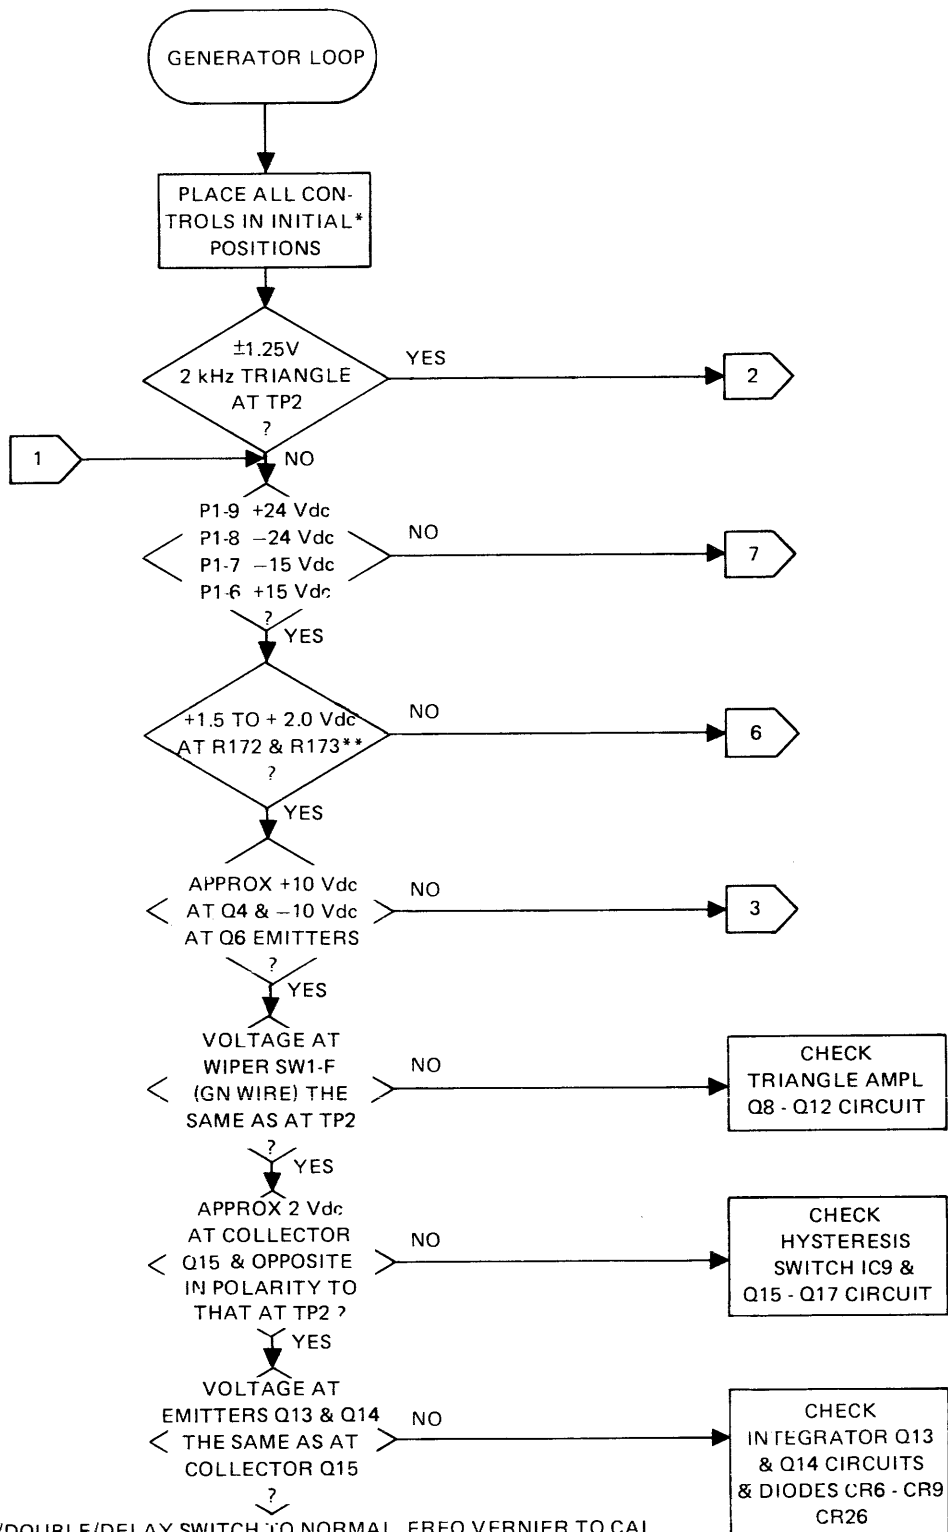 GENERATOR LOOP
PLACE ALL CON-
TROLS IN INITIAL*
POSITIONS
±1.25V
2 kHz TRIANGLE
AT TP2
?
YES
2
1
NO
P1-9 +24 Vdc
P1-8 –24 Vdc
P1-7 –15 Vdc
P1-6 +15 Vdc
?
NO
7
YES
+1.5 TO + 2.0 Vdc
AT R172 & R173**
?
NO
6
YES
APPROX +10 Vdc
AT Q4 & –10 Vdc
AT Q6 EMITTERS
?
NO
3
YES
VOLTAGE AT
WIPER SW1-F
(GN WIRE) THE
SAME AS AT TP2
?
NO
CHECK
TRIANGLE AMPL
Q8 - Q12 CIRCUIT
YES
APPROX 2 Vdc
AT COLLECTOR
Q15 & OPPOSITE
IN POLARITY TO
THAT AT TP2 ?
NO
CHECK
HYSTERESIS
SWITCH IC9 &
Q15 - Q17 CIRCUIT
YES
VOLTAGE AT
EMITTERS Q13 & Q14
THE SAME AS AT
COLLECTOR Q15
?
NO
CHECK
INTEGRATOR Q13
& Q14 CIRCUITS
& DIODES CR6 - CR9
CR26
/DOUBLE/DELAY SWITCH TO NORMAL, FREQ VERNIER TO CAL